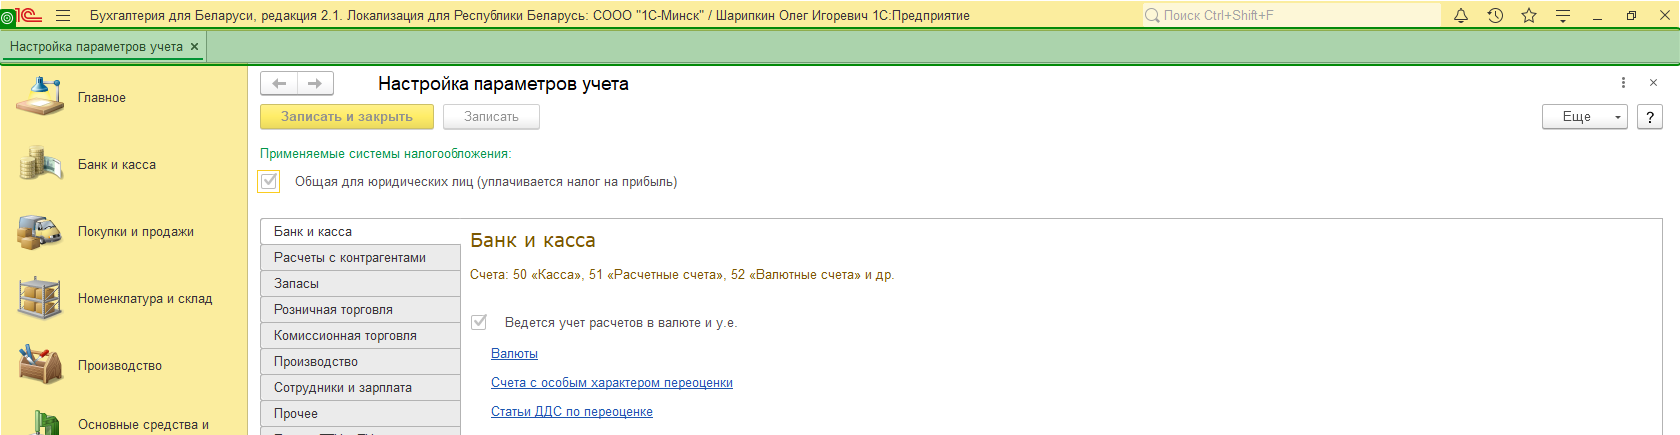 1С Бухгалтерия для Беларуси, редакция 2.1. Локализация для Республики Беларусь: СООО "1С-Минск" / Шарипкин Олег Игоревич 1С:Предприятие
Поиск Ctrl+Shift+F
Настройка параметров учета
Главное
Банк и касса
Покупки и продажи
Номенклатура и склад
Производство
Основные средства и
Настройка параметров учета
Записать и закрыть
Записать
Еще
?
Применяемые системы налогообложения:
Общая для юридических лиц (уплачивается налог на прибыль)
Банк и касса
Расчеты с контрагентами
Запасы
Розничная торговля
Комиссионная торговля
Производство
Сотрудники и зарплата
Прочее
Банк и касса
Счета: 50 «Касса», 51 «Расчетные счета», 52 «Валютные счета» и др.
Ведется учет расчетов в валюте и у.е.
Валюты
Счета с особым характером переоценки
Статьи ДДС по переоценке